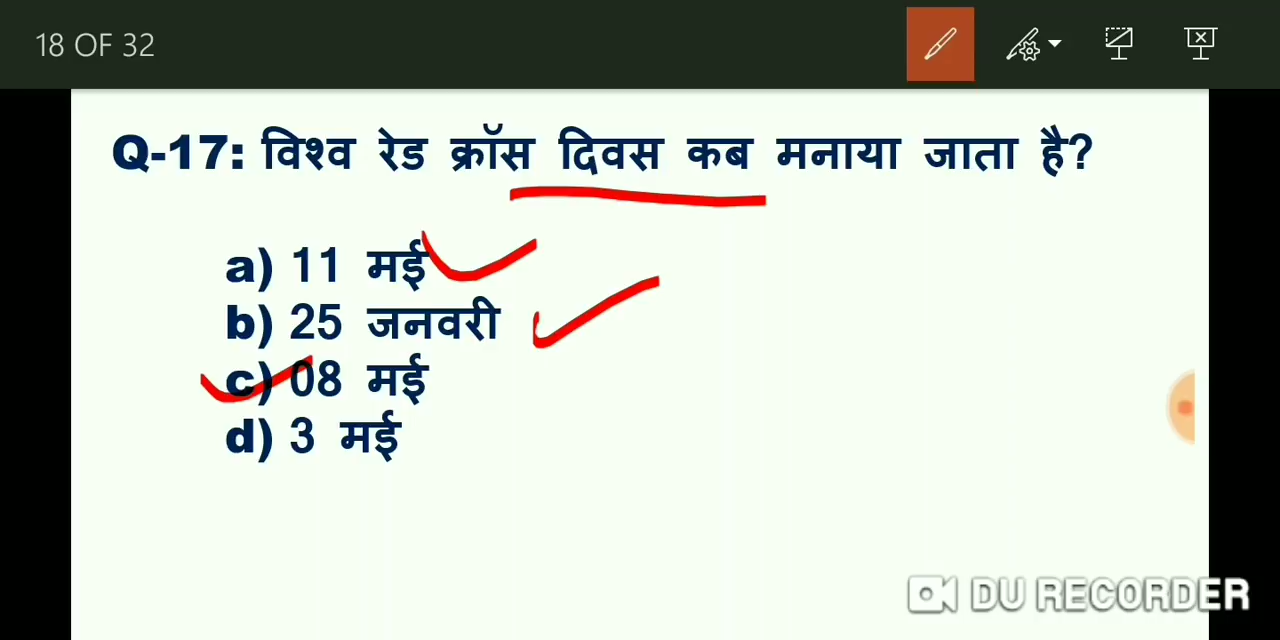 18 OF 32
Q-17: विश्व रेड क्रॉस दिवस कब मनाया जाता है?
a) 11 मई
b) 25 जनवरी
c) 08 मई
d) 3 मई
DU RECORDER